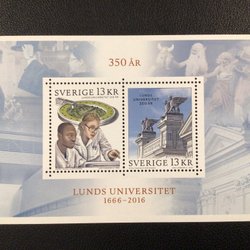 350 ÅR
SVERIGE 13 KR
LUNDS
UNIVERSITET
350 ÅR
SVERIGE 13 KR
LUNDS UNIVERSITET
1666–2016